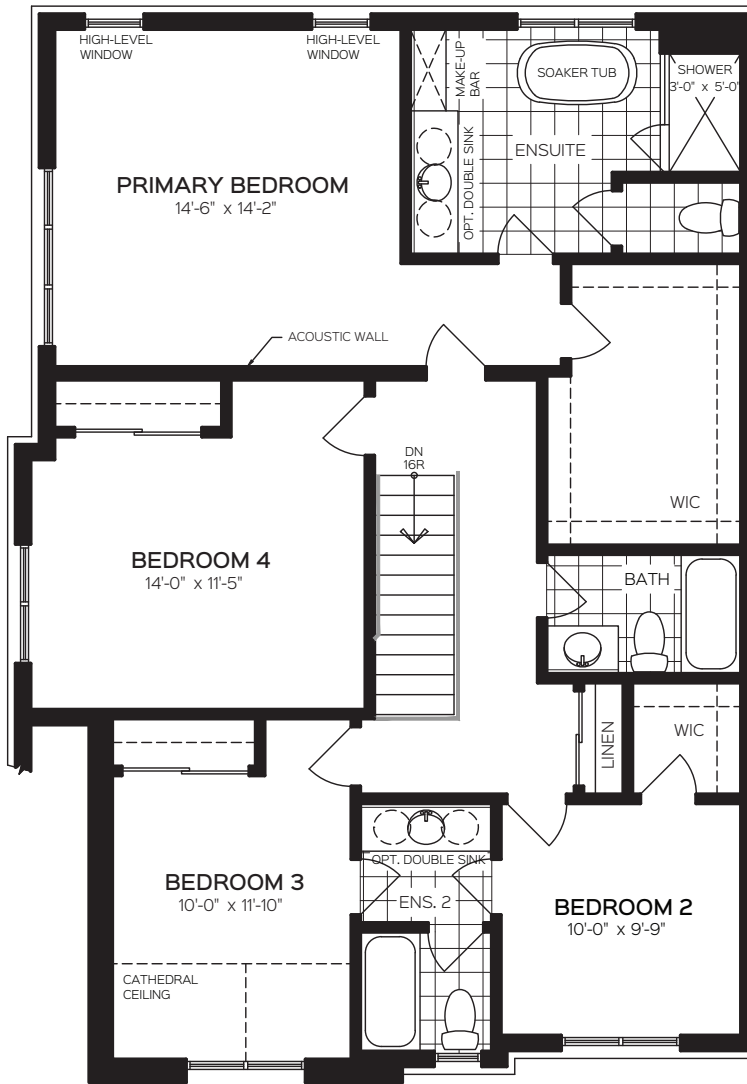 HIGH-LEVEL
WINDOW
HIGH-LEVEL
WINDOW
MAKE-UP
BAR
SOAKER TUB
SHOWER
3'-0" x 5'-0"
OPT. DOUBLE SINK
ENSUITE
PRIMARY BEDROOM
14'-6" x 14'-2"
ACOUSTIC WALL
DN
16R
WIC
BEDROOM 4
14'-0" x 11'-5"
BATH
LINEN
WIC
OPT. DOUBLE SINK
ENS. 2
BEDROOM 3
10'-0" x 11'-10"
BEDROOM 2
10'-0" x 9'-9"
CATHEDRAL
CEILING